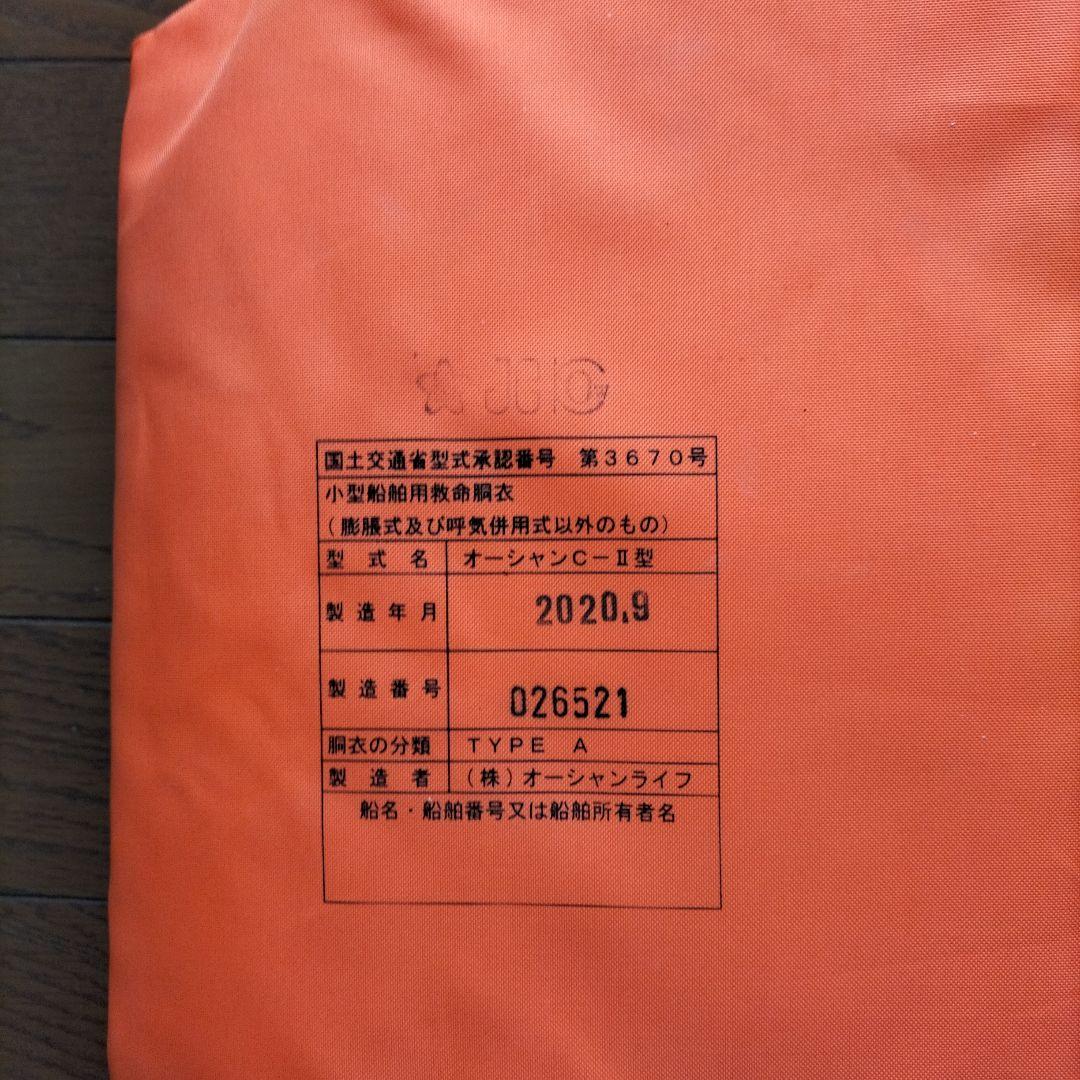 国土交通省型式承認番号 第3670号
小型船舶用救命胴衣
(膨脹式及び呼気併用式以外のもの)
型式名 オーシャンC-Ⅱ型
製造年月 2020.9
製造番号 026521
胴衣の分類 TYPE A
製造者 (株)オーシャンライフ
船名・船舶番号又は船舶所有者名